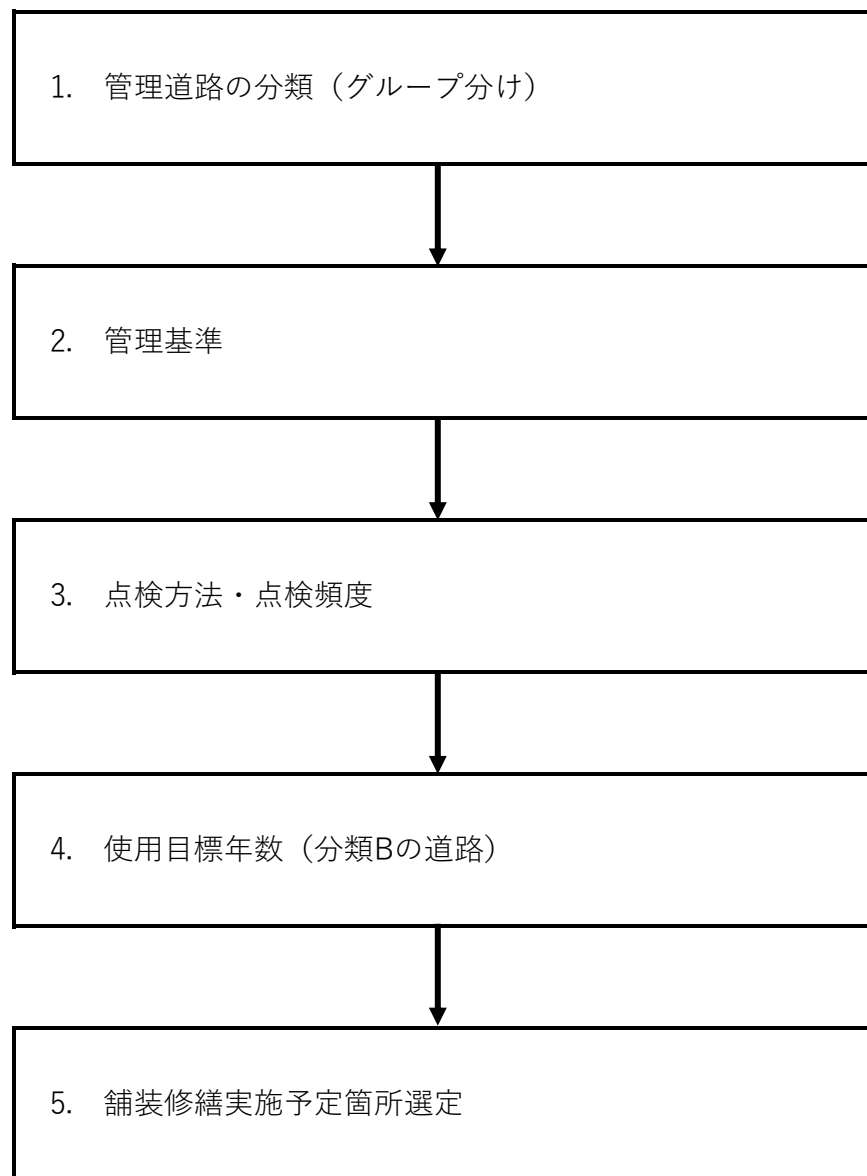 1. 管理道路の分類（グループ分け）
2. 管理基準
3. 点検方法・点検頻度
4. 使用目標年数（分類Bの道路）
5. 舗装修繕実施予定箇所選定